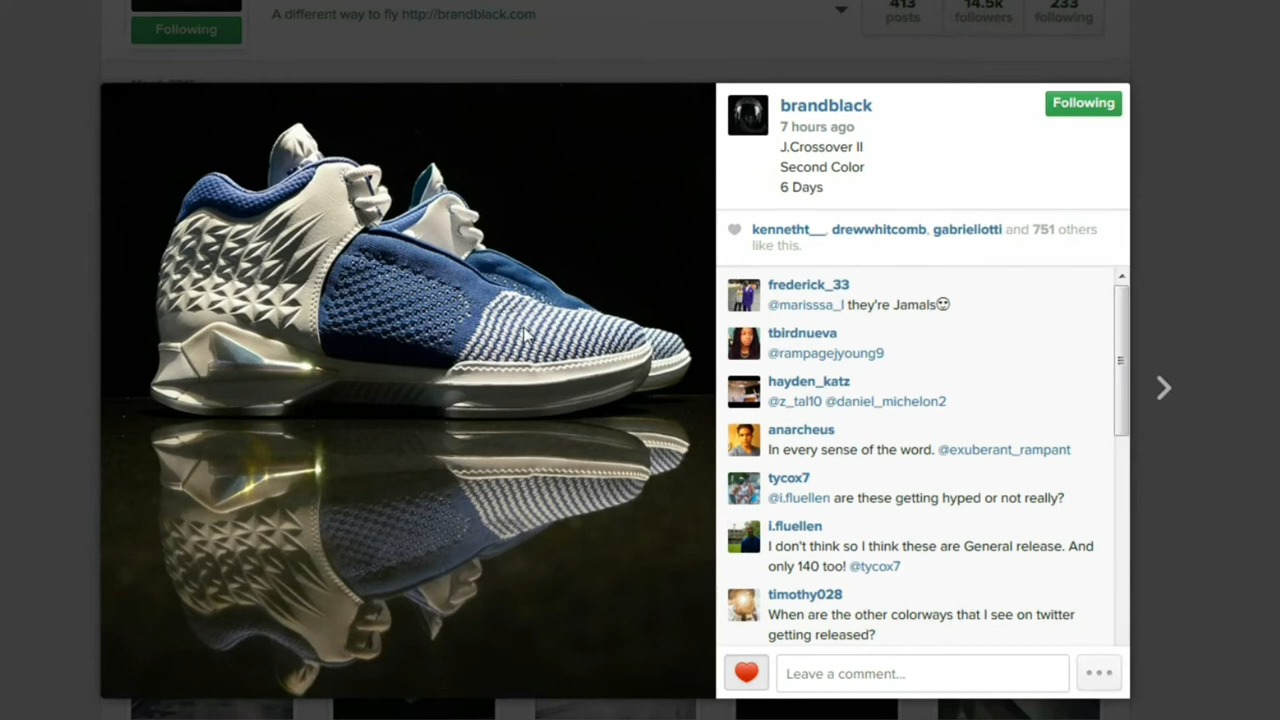 413
14.5k
233
A different way to fly http://brandblack.com
posts
followers
following
Following
brandblack
Following
7 hours ago
J.Crossover II
Second Color
6 Days
kennetht__, drewwhitcomb, gabrieliotti and 751 others
like this.
frederick_33
@marisssa_l they're Jamals
tbirdnueva
@rampagejyoung9
hayden_katz
@z_tal10 @daniel_michelon2
anarcheus
In every sense of the word. @exuberant_rampant
tycox7
@i.fluellen are these getting hyped or not really?
i.fluellen
I don't think so I think these are General release. And
only 140 too! @tycox7
timothy028
When are the other colorways that I see on twitter
getting released?
Leave a comment...